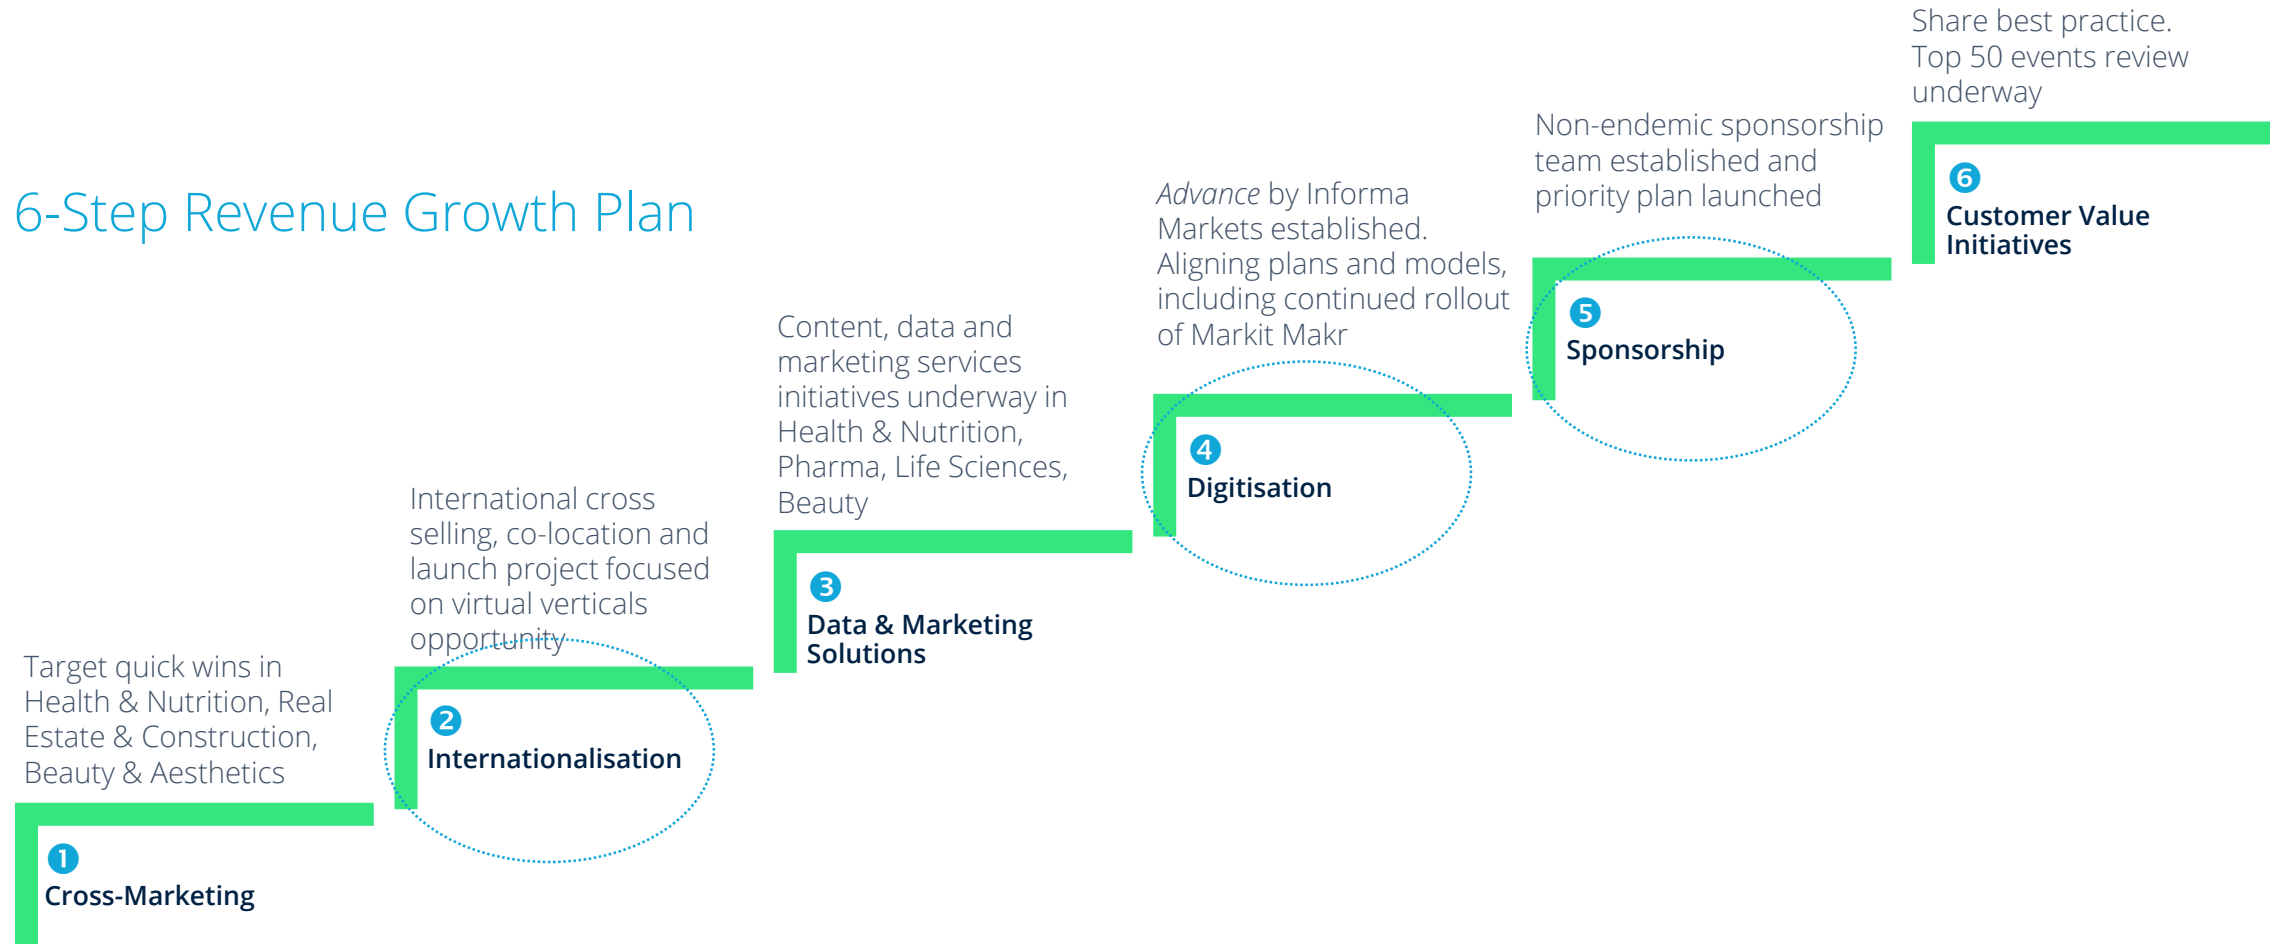 6-Step Revenue Growth Plan
Target quick wins in
Health & Nutrition, Real
Estate & Construction,
Beauty & Aesthetics
1
Cross-Marketing
International cross
selling, co-location and
launch project focused
on virtual verticals
opportunity
2
Internationalisation
Content, data and
marketing services
initiatives underway in
Health & Nutrition,
Pharma, Life Sciences,
Beauty
3
Data & Marketing
Solutions
Advance by Informa
Markets established.
Aligning plans and models,
including continued rollout
of Markit Makr
4
Digitisation
Non-endemic sponsorship
team established and
priority plan launched
5
Sponsorship
Share best practice.
Top 50 events review
underway
6
Customer Value
Initiatives